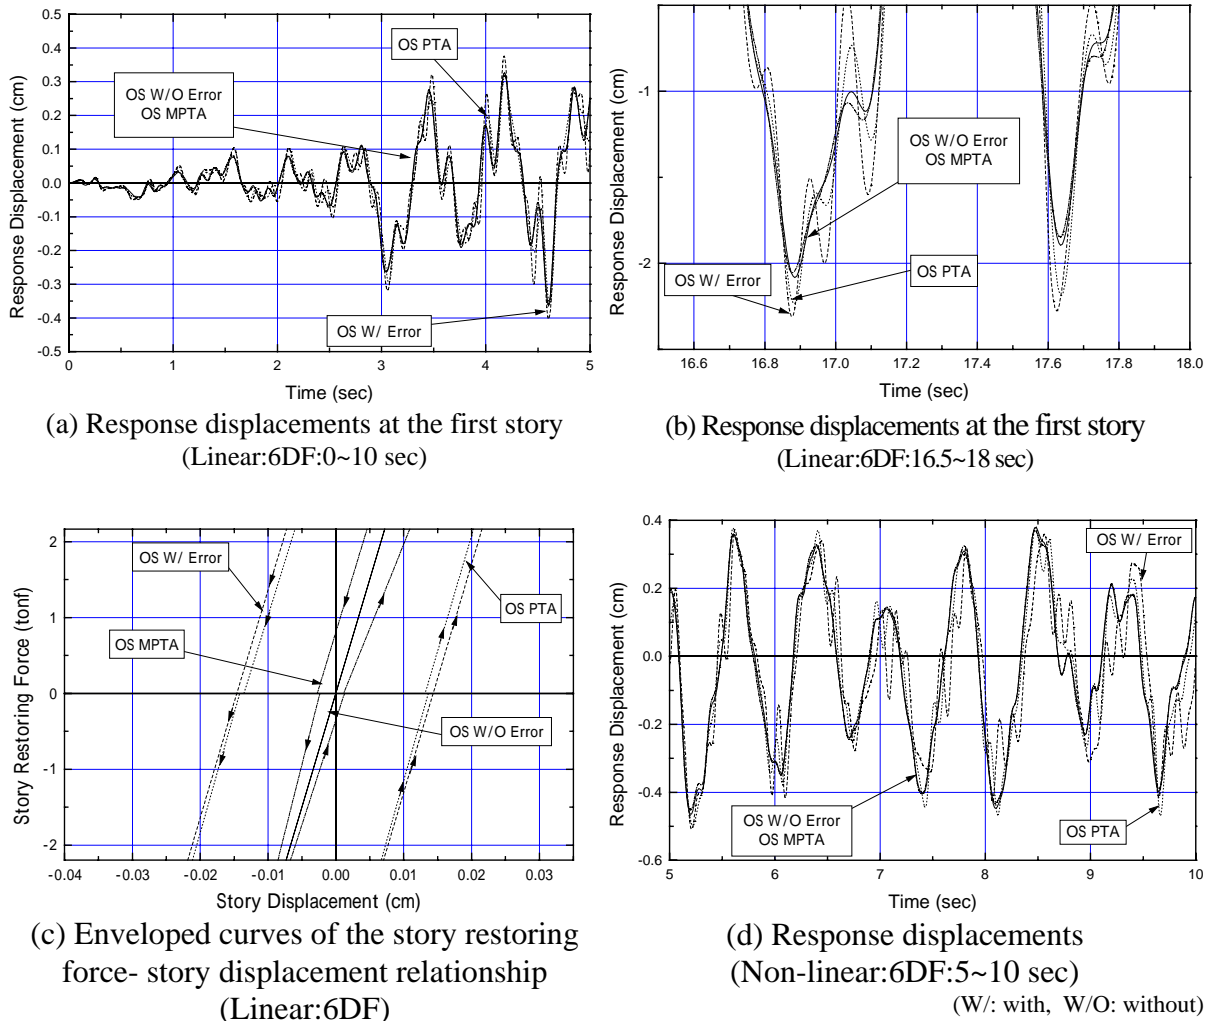 0.5
0.4
0.3
0.2
0.1
0.0
-0.1
-0.2
-0.3
-0.4
-0.5
Response Displacement (cm)
OS PTA
OS W/O Error
OS MPTA
OS W/ Error
0 1 2 3 4 5
Time (sec)
(a) Response displacements at the first story
(Linear:6DF:0~10 sec)
-1
-2
Response Displacement (cm)
OS W/O Error
OS MPTA
OS W/ Error
OS PTA
16.6 16.8 17.0 17.2 17.4 17.6 17.8 18.0
Time (sec)
(b) Response displacements at the first story
(Linear:6DF:16.5~18 sec)
2
1
0
-1
-2
Story Restoring Force (tonf)
OS W/ Error
OS MPTA
OS PTA
OS W/O Error
-0.04 -0.03 -0.02 -0.01 0.00 0.01 0.02 0.03
Story Displacement (cm)
(c) Enveloped curves of the story restoring
force- story displacement relationship
(Linear:6DF)
0.4
0.2
0.0
-0.2
-0.4
-0.6
Response Displacement (cm)
OS W/ Error
OS W/O Error
OS MPTA
OS PTA
5 6 7 8 9 10
Time (sec)
(d) Response displacements
(Non-linear:6DF:5~10 sec)
(W/: with, W/O: without)